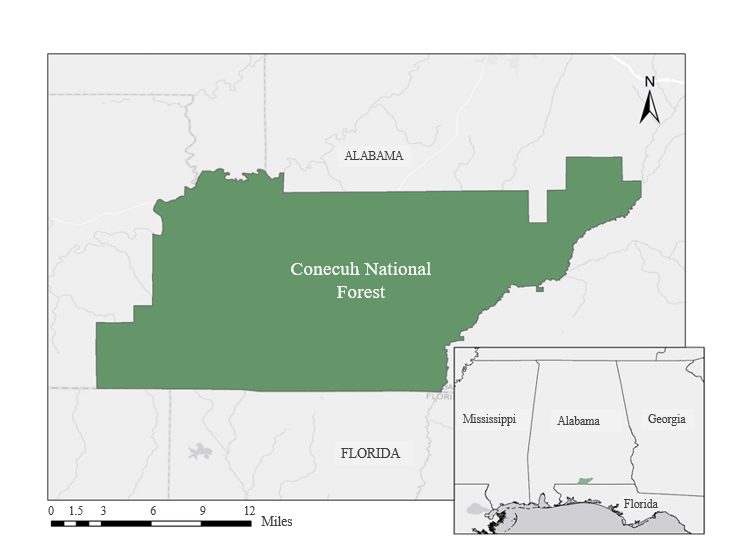 N
ALABAMA
Conecuh National
Forest
FLORIDA
Mississippi
Alabama
Georgia
Florida
0 1.5 3 6 9 12
Miles